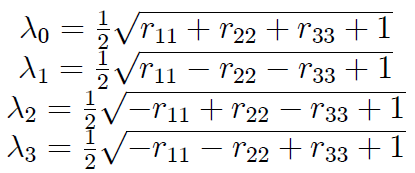 λ₀ = ½√(r₁₁ + r₂₂ + r₃₃ + 1)
λ₁ = ½√(r₁₁ − r₂₂ − r₃₃ + 1)
λ₂ = ½√(−r₁₁ + r₂₂ − r₃₃ + 1)
λ₃ = ½√(−r₁₁ − r₂₂ + r₃₃ + 1)